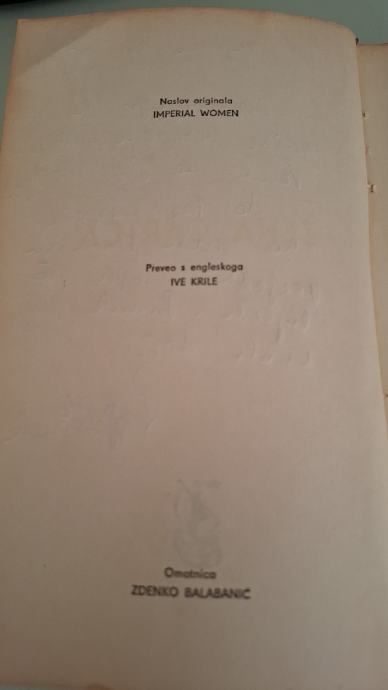 Naslov originala
IMPERIAL WOMEN
Preveo s engleskoga
IVE KRILE
Omotnica
ZDENKO BALABANIĆ